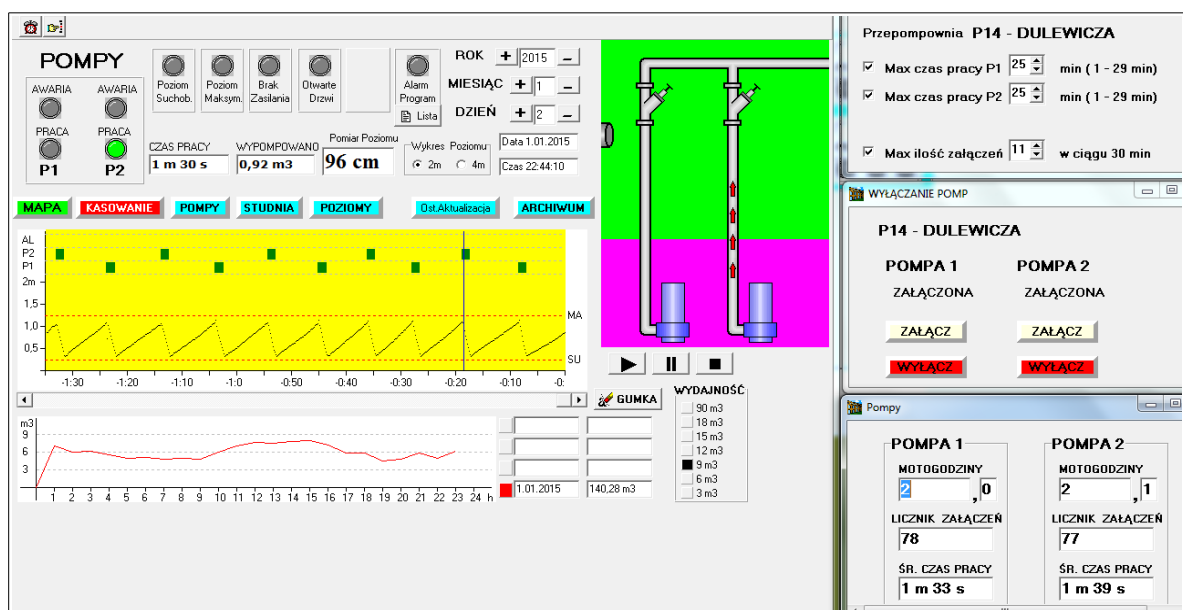 POMPY
AWARIA AWARIA
PRACA PRACA
P1 P2
Poziom Suchob.
Poziom Maksym.
Brak Zasilania
Otwarte Drzwi
Alarm Program
Lista
ROK + 2015 -
MIESIĄC + 1 -
DZIEŃ + 2 -
CZAS PRACY
1 m 30 s
WYPOMPOWANO
0,92 m3
Pomiar Poziomu
96 cm
Wykres Poziomu
2m 4m
Data 1.01.2015
Czas 22:44:10
MAPA KASOWANIE POMPY STUDNIA POZIOMY Ost.Aktualizacja ARCHIWUM
AL
P2
P1
2m
1,5
1,0
0,5
MA
SU
-1:30 -1:20 -1:10 -1:0 -0:50 -0:40 -0:30 -0:20 -0:10 -0:
GUMKA
WYDAJNOŚĆ
90 m3
18 m3
15 m3
12 m3
9 m3
6 m3
3 m3
m3
9
6
3
1 2 3 4 5 6 7 8 9 10 11 12 13 14 15 16 17 18 19 20 21 22 23 24 h
1.01.2015 140,28 m3
Przepompownia P14 - DULEWICZA
Max czas pracy P1 25 min ( 1 - 29 min)
Max czas pracy P2 25 min ( 1 - 29 min)
Max ilość załączeń 11 w ciągu 30 min
WYŁĄCZANIE POMP
P14 - DULEWICZA
POMPA 1 POMPA 2
ZAŁĄCZONA ZAŁĄCZONA
ZAŁĄCZ ZAŁĄCZ
WYŁĄCZ WYŁĄCZ
Pompy
POMPA 1 POMPA 2
MOTOGODZINY MOTOGODZINY
2 ,0 2 ,1
LICZNIK ZAŁĄCZEŃ LICZNIK ZAŁĄCZEŃ
78 77
ŚR. CZAS PRACY ŚR. CZAS PRACY
1 m 33 s 1 m 39 s